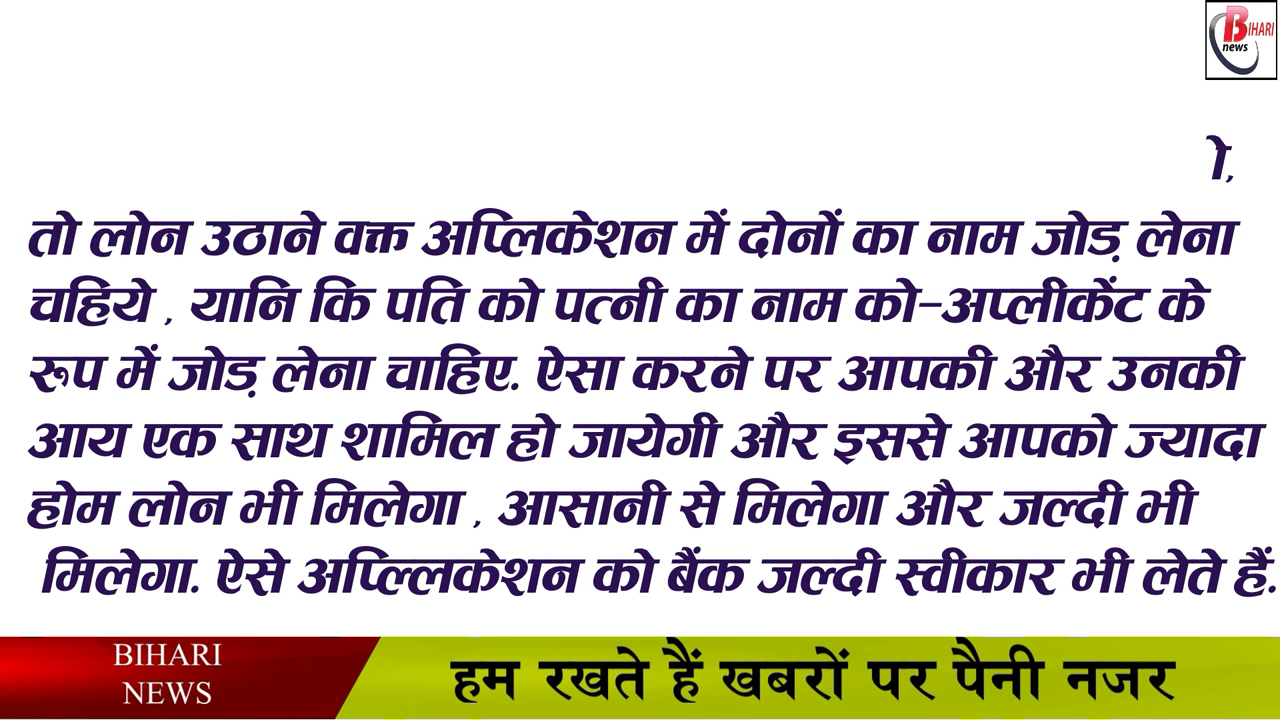 BIHARI
news
तो लोन उठाने वक्त अप्लिकेशन में दोनों का नाम जोड़ लेना
चहिये , यानि कि पति को पत्नी का नाम को-अप्लीकेंट के
रूप में जोड़ लेना चाहिए. ऐसा करने पर आपकी और उनकी
आय एक साथ शामिल हो जायेगी और इससे आपको ज्यादा
होम लोन भी मिलेगा , आसानी से मिलेगा और जल्दी भी
मिलेगा. ऐसे अप्ल्लिकेशन को बैंक जल्दी स्वीकार भी लेते हैं.
BIHARI
NEWS
हम रखते हैं खबरों पर पैनी नजर